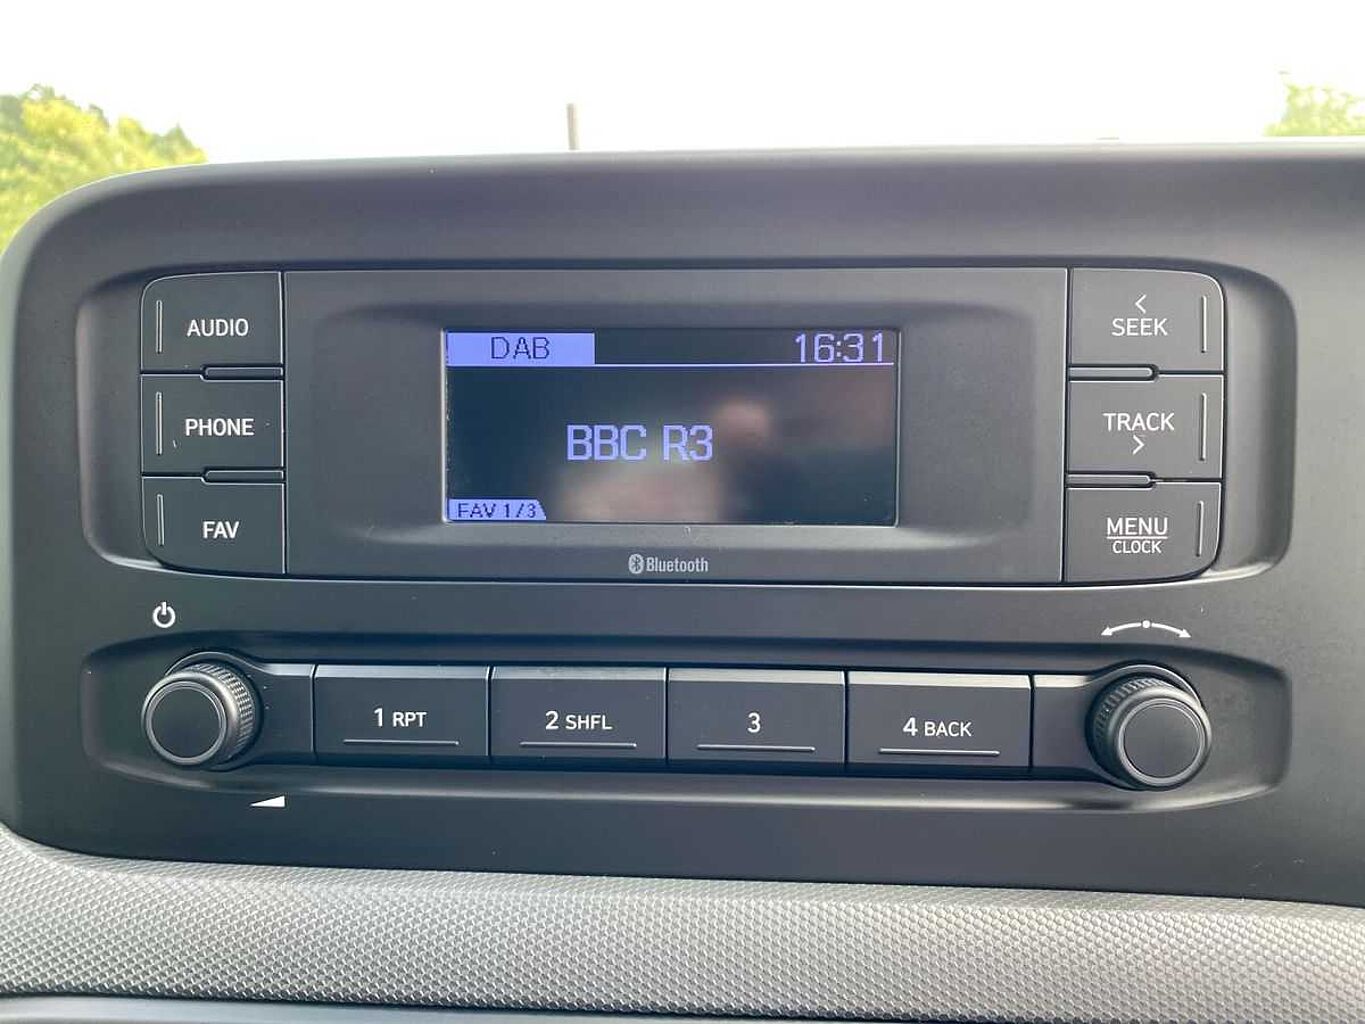 AUDIO
PHONE
FAV
DAB 16:31
BBC R3
FAV 1/3
Bluetooth
< SEEK
TRACK >
MENU
CLOCK
1 RPT
2 SHFL
3
4 BACK